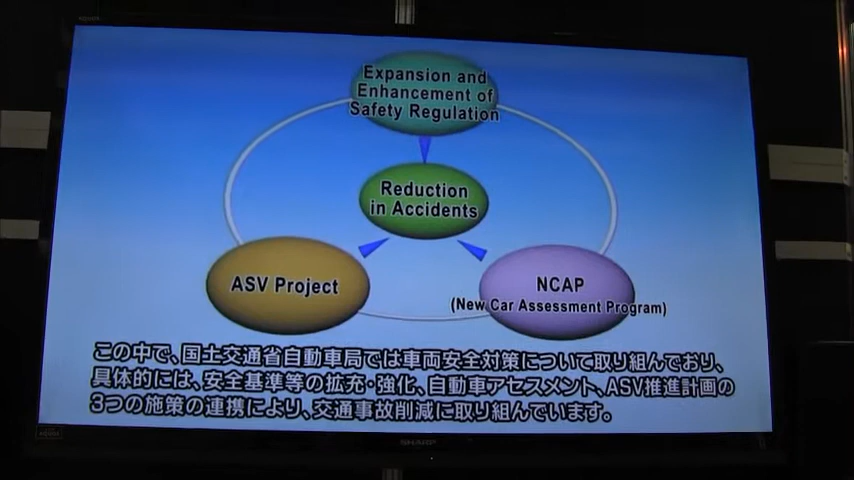 Expansion and
Enhancement of
Safety Regulation
Reduction
in Accidents
ASV Project
NCAP
(New Car Assessment Program)
この中で、国土交通省自動車局では車両安全対策について取り組んでおり、
具体的には、安全基準等の拡充・強化、自動車アセスメント、ASV推進計画の
3つの施策の連携により、交通事故削減に取り組んでいます。
SHARP